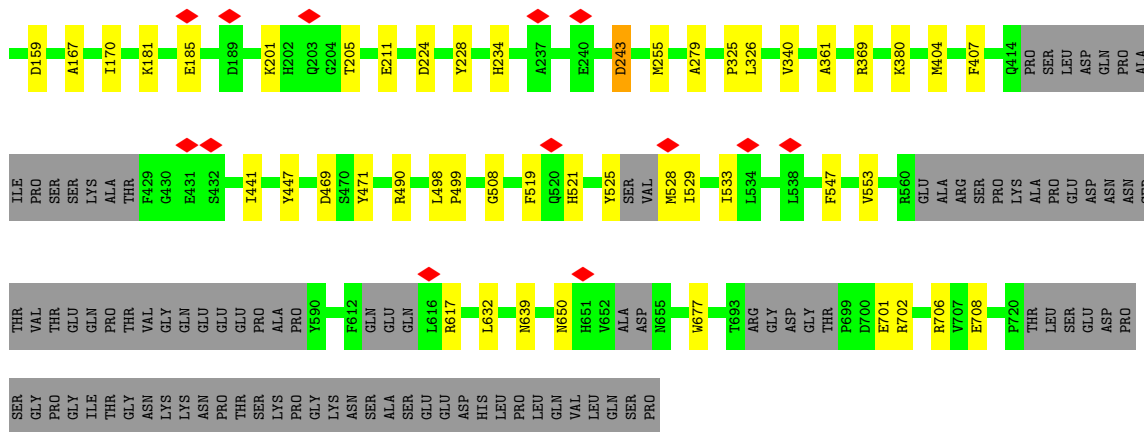 D159 A167 I170 K181 E185 D189 K201 H202 Q203 G204 T205 E211 D224 Y228 H234 A237 E240 D243 M255 A279 P325 L326 V340 A361 R369 K380 M404 F407 Q414 PRO SER LEU ASP GLN PRO ALA
ILE PRO SER SER LYS ALA THR F429 G430 E431 S432 I441 Y447 D469 S470 Y471 R490 L498 P499 G508 F519 Q520 H521 Y525 SER VAL M528 I529 I533 L534 L538 F547 V553 R560 GLU ALA ARG SER PRO LYS ALA PRO GLU ASP ASN ASN SER
THR VAL THR GLU GLN PRO THR VAL GLY GLN GLU GLU GLU PRO ALA PRO Y590 F612 GLN GLU GLN L616 R617 L632 N639 N650 H651 V652 ALA ASP N655 W677 T693 ARG GLY ASP GLY THR P699 D700 E701 R702 R706 V707 E708 P720 THR LEU SER GLU ASP PRO
SER GLY PRO GLY ILE THR GLY ASN LYS LYS ASN PRO THR SER LYS PRO GLY LYS ASN SER ALA SER GLU GLU ASP HIS LEU PRO LEU GLN VAL LEU GLN SER PRO